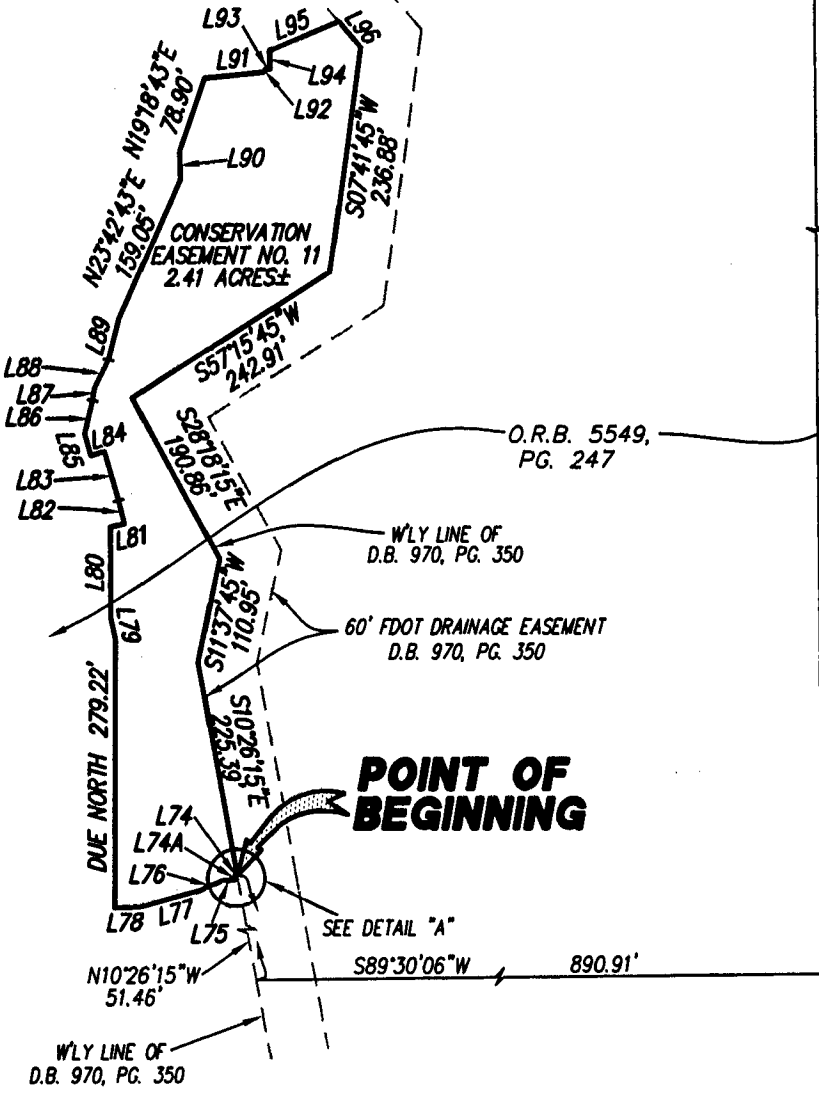 L93
L95
L96
L91
L94
L92
N19°18'43"E
78.90'
L90
S07°41'45"W
236.88'
N23°42'43"E
159.05'
CONSERVATION
EASEMENT NO. 11
2.41 ACRES±
L89
S57°15'45"W
242.91'
L88
L87
L86
L85
L84
S28°18'15"E
190.86'
O.R.B. 5549,
PG. 247
L83
L82
L81
W'LY LINE OF
D.B. 970, PG. 350
L80
L79
S11°37'45"W
110.95'
60' FDOT DRAINAGE EASEMENT
D.B. 970, PG. 350
DUE NORTH 279.22'
S10°26'15"E
225.39'
POINT OF
BEGINNING
L74
L74A
L76
L78
L77
L75
SEE DETAIL "A"
N10°26'15"W
51.46'
S89°30'06"W 890.91'
W'LY LINE OF
D.B. 970, PG. 350